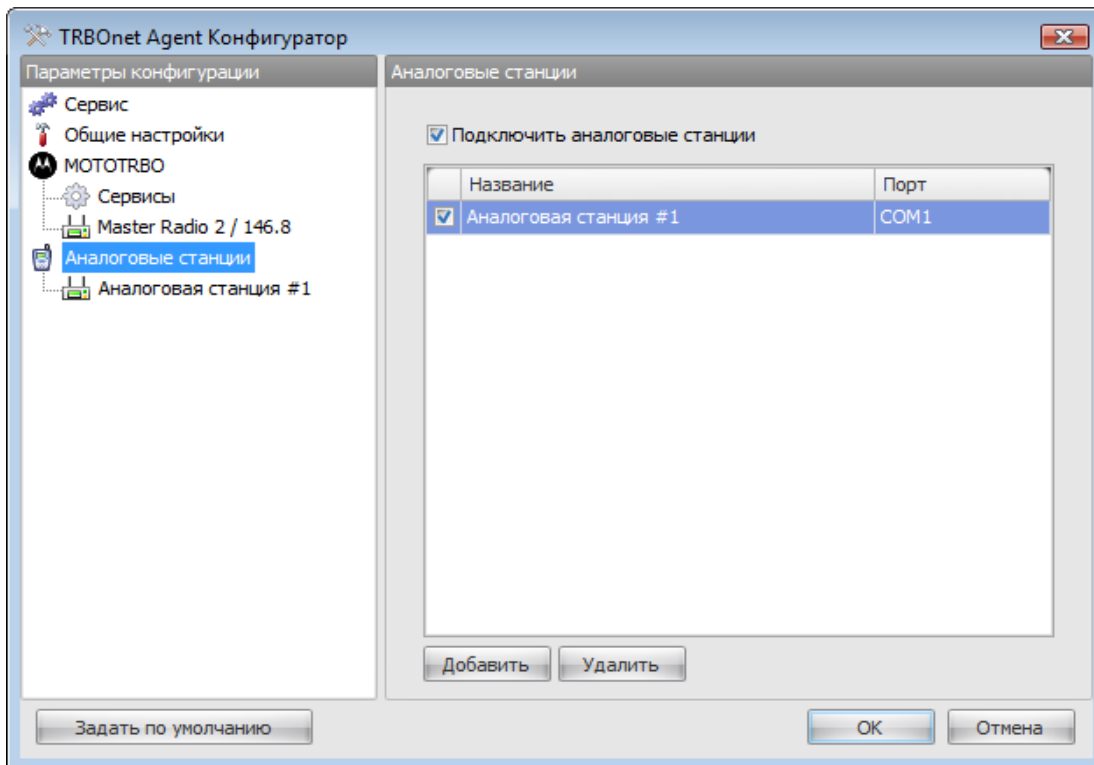 TRBOnet Agent Конфигуратор
Параметры конфигурации
Сервис
Общие настройки
MOTOTRBO
Сервисы
Master Radio 2 / 146.8
Аналоговые станции
Аналоговая станция #1
Аналоговые станции
Подключить аналоговые станции
Название Порт
Аналоговая станция #1 COM1
Добавить Удалить
Задать по умолчанию OK Отмена